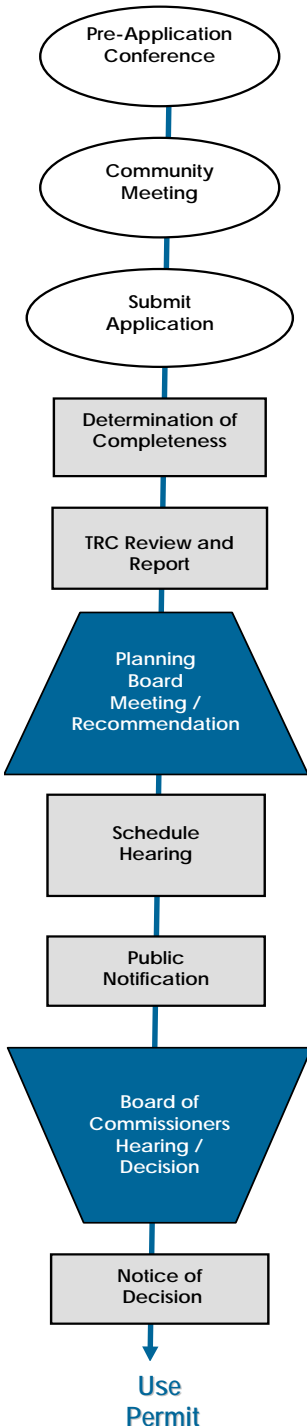 Pre-Application
Conference
Community
Meeting
Submit
Application
Determination of
Completeness
TRC Review and
Report
Planning
Board
Meeting /
Recommendation
Schedule
Hearing
Public
Notification
Board of
Commissioners
Hearing /
Decision
Notice of
Decision
Use
Permit